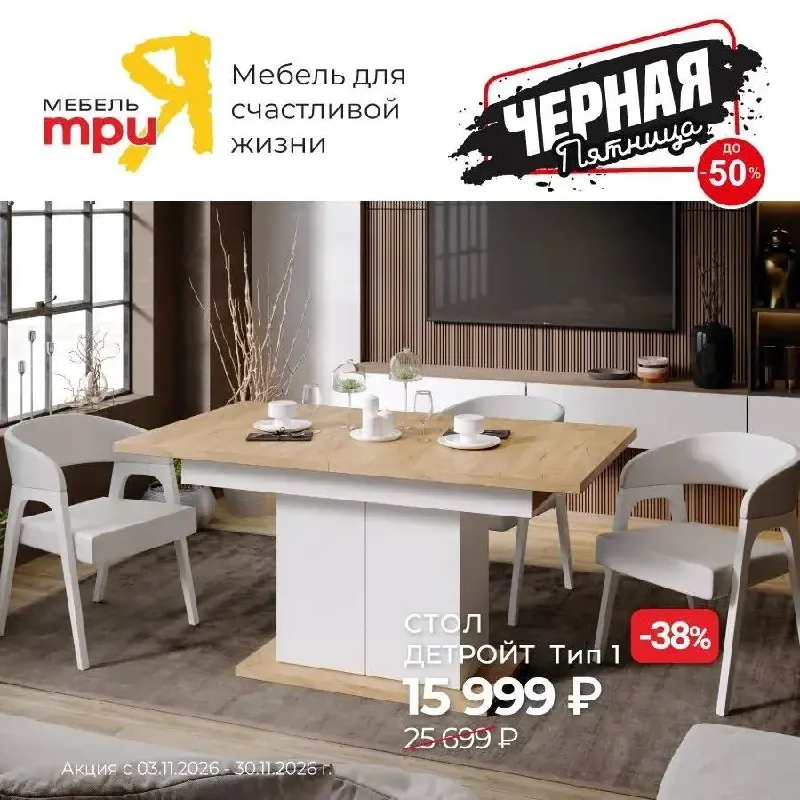 МЕБЕЛЬ
триЯ
Мебель для
счастливой
жизни
ЧЕРНАЯ
Пятница
ДО
-50%
СТОЛ
ДЕТРОЙТ Тип 1
-38%
15 999 ₽
25 699 ₽
Акция с 03.11.2026 - 30.11.2026 г.